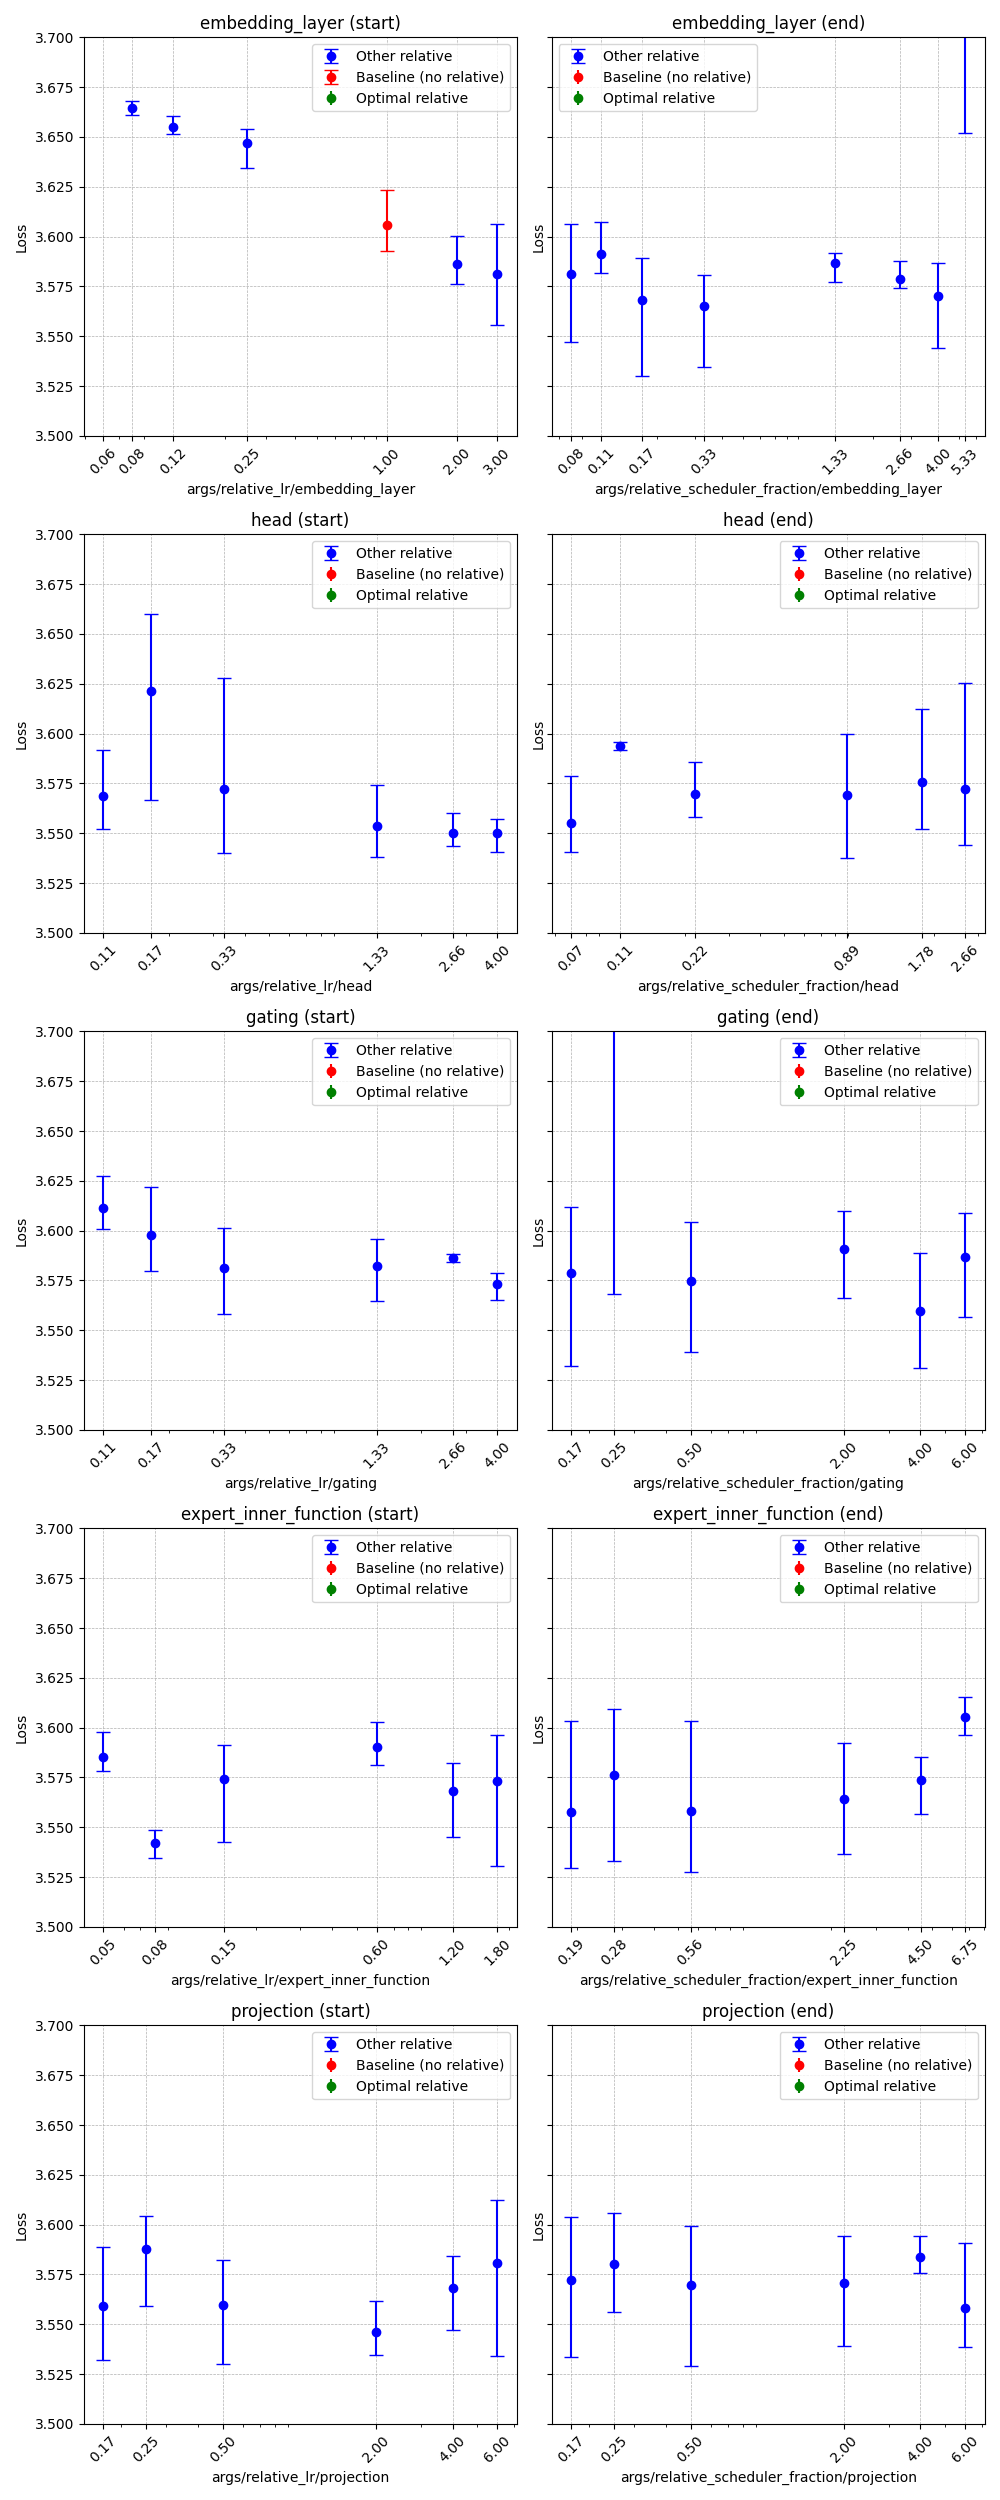 embedding_layer (start)
embedding_layer (end)
3.700
3.675
3.650
3.625
3.600
3.575
3.550
3.525
3.500
Loss
Other relative
Baseline (no relative)
Optimal relative
0.06 0.08 0.12 0.25 1.00 2.00 3.00
args/relative_lr/embedding_layer
Loss
Other relative
Baseline (no relative)
Optimal relative
0.08 0.11 0.17 0.33 1.33 2.66 4.00 5.33
args/relative_scheduler_fraction/embedding_layer
head (start)
head (end)
3.700
3.675
3.650
3.625
3.600
3.575
3.550
3.525
3.500
Loss
Other relative
Baseline (no relative)
Optimal relative
0.11 0.17 0.33 1.33 2.66 4.00
args/relative_lr/head
Loss
Other relative
Baseline (no relative)
Optimal relative
0.07 0.11 0.22 0.89 1.78 2.66
args/relative_scheduler_fraction/head
gating (start)
gating (end)
3.700
3.675
3.650
3.625
3.600
3.575
3.550
3.525
3.500
Loss
Other relative
Baseline (no relative)
Optimal relative
0.11 0.17 0.33 1.33 2.66 4.00
args/relative_lr/gating
Loss
Other relative
Baseline (no relative)
Optimal relative
0.17 0.25 0.50 2.00 4.00 6.00
args/relative_scheduler_fraction/gating
expert_inner_function (start)
expert_inner_function (end)
3.700
3.675
3.650
3.625
3.600
3.575
3.550
3.525
3.500
Loss
Other relative
Baseline (no relative)
Optimal relative
0.05 0.08 0.15 0.60 1.20 1.80
args/relative_lr/expert_inner_function
Loss
Other relative
Baseline (no relative)
Optimal relative
0.19 0.28 0.56 2.25 4.50 6.75
args/relative_scheduler_fraction/expert_inner_function
projection (start)
projection (end)
3.700
3.675
3.650
3.625
3.600
3.575
3.550
3.525
3.500
Loss
Other relative
Baseline (no relative)
Optimal relative
0.17 0.25 0.50 2.00 4.00 6.00
args/relative_lr/projection
Loss
Other relative
Baseline (no relative)
Optimal relative
0.17 0.25 0.50 2.00 4.00 6.00
args/relative_scheduler_fraction/projection